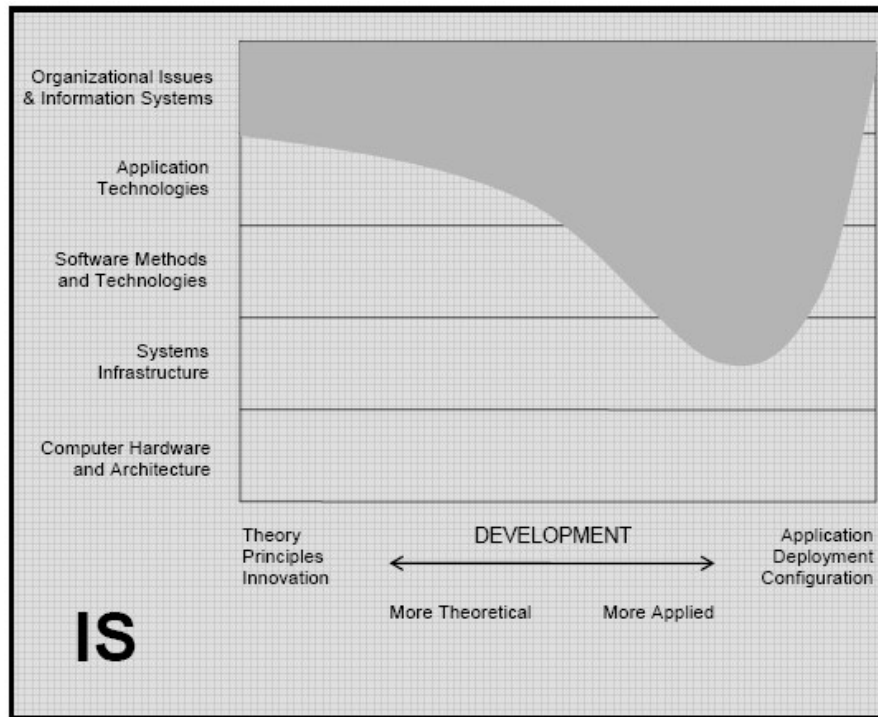 Organizational Issues
& Information Systems
Application
Technologies
Software Methods
and Technologies
Systems
Infrastructure
Computer Hardware
and Architecture
Theory
Principles
Innovation
DEVELOPMENT
Application
Deployment
Configuration
More Theoretical
More Applied
IS